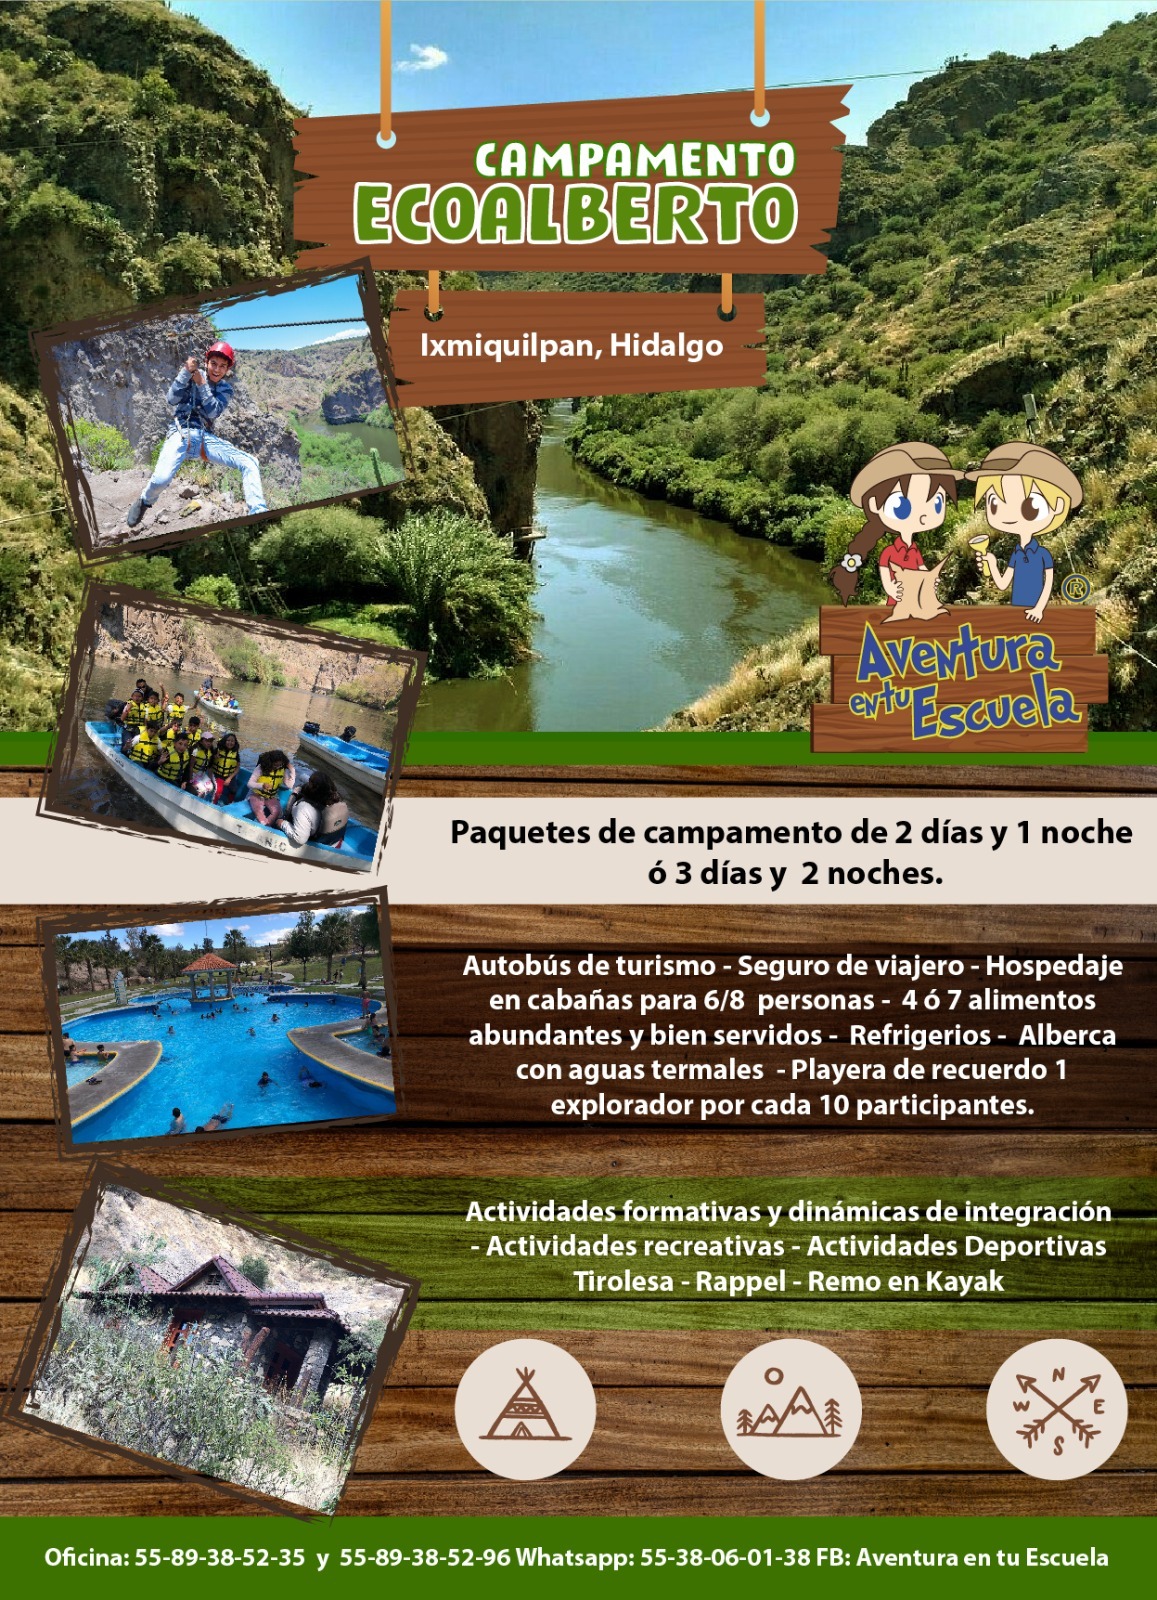 CAMPAMENTO
ECOALBERTO
Ixmiquilpan, Hidalgo
®
Aventura
en tu Escuela
Paquetes de campamento de 2 días y 1 noche
ó 3 días y 2 noches.
Autobús de turismo - Seguro de viajero - Hospedaje
en cabañas para 6/8 personas - 4 ó 7 alimentos
abundantes y bien servidos - Refrigerios - Alberca
con aguas termales - Playera de recuerdo 1
explorador por cada 10 participantes.
Actividades formativas y dinámicas de integración
- Actividades recreativas - Actividades Deportivas
Tirolesa - Rappel - Remo en Kayak
N
W E
S
Oficina: 55-89-38-52-35 y 55-89-38-52-96 Whatsapp: 55-38-06-01-38 FB: Aventura en tu Escuela